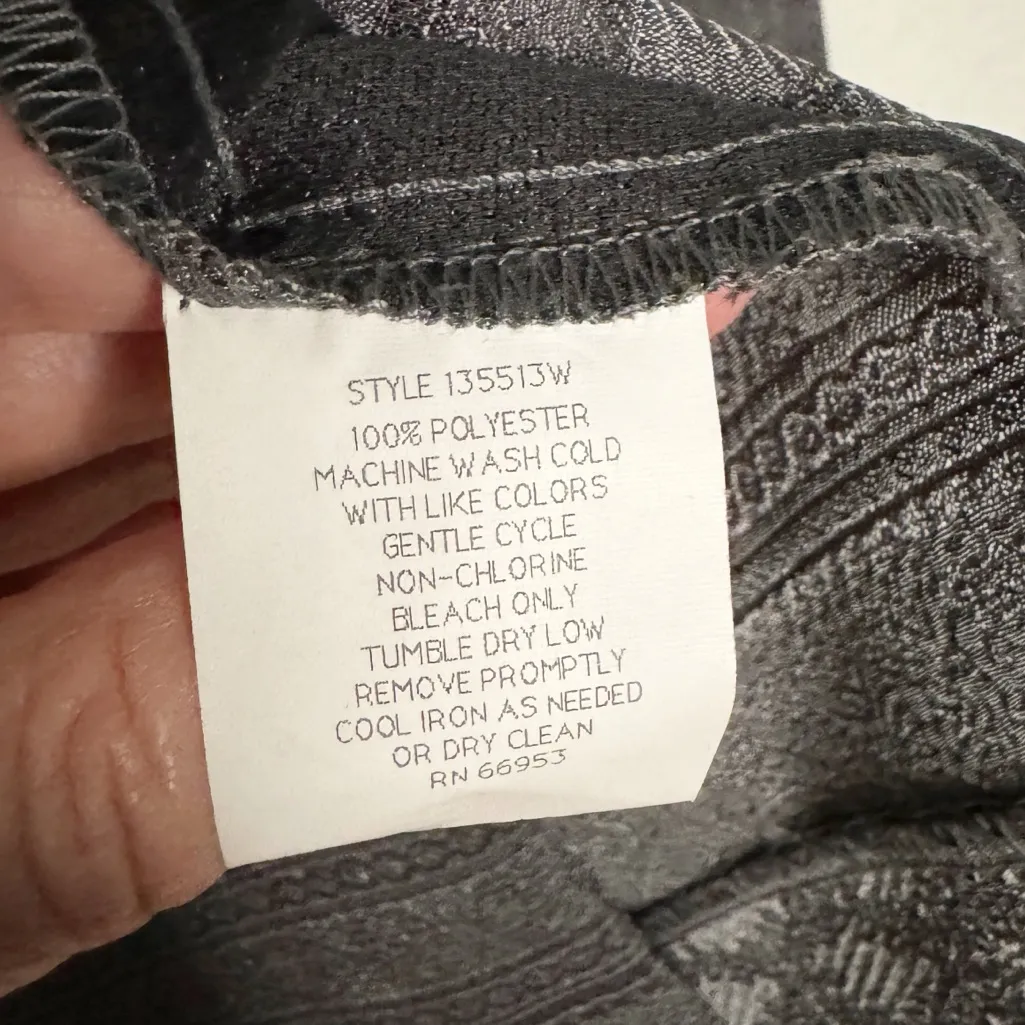 STYLE 135513W
100% POLYESTER
MACHINE WASH COLD
WITH LIKE COLORS
GENTLE CYCLE
NON-CHLORINE
BLEACH ONLY
TUMBLE DRY LOW
REMOVE PROMPTLY
COOL IRON AS NEEDED
OR DRY CLEAN
RN 66953